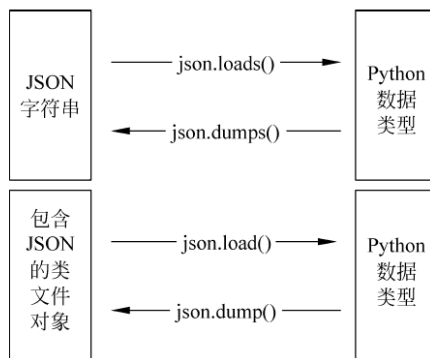 JSON
字符串
json.loads()
json.dumps()
Python
数据
类型
包含
JSON
的类
文件
对象
json.load()
json.dump()
Python
数据
类型